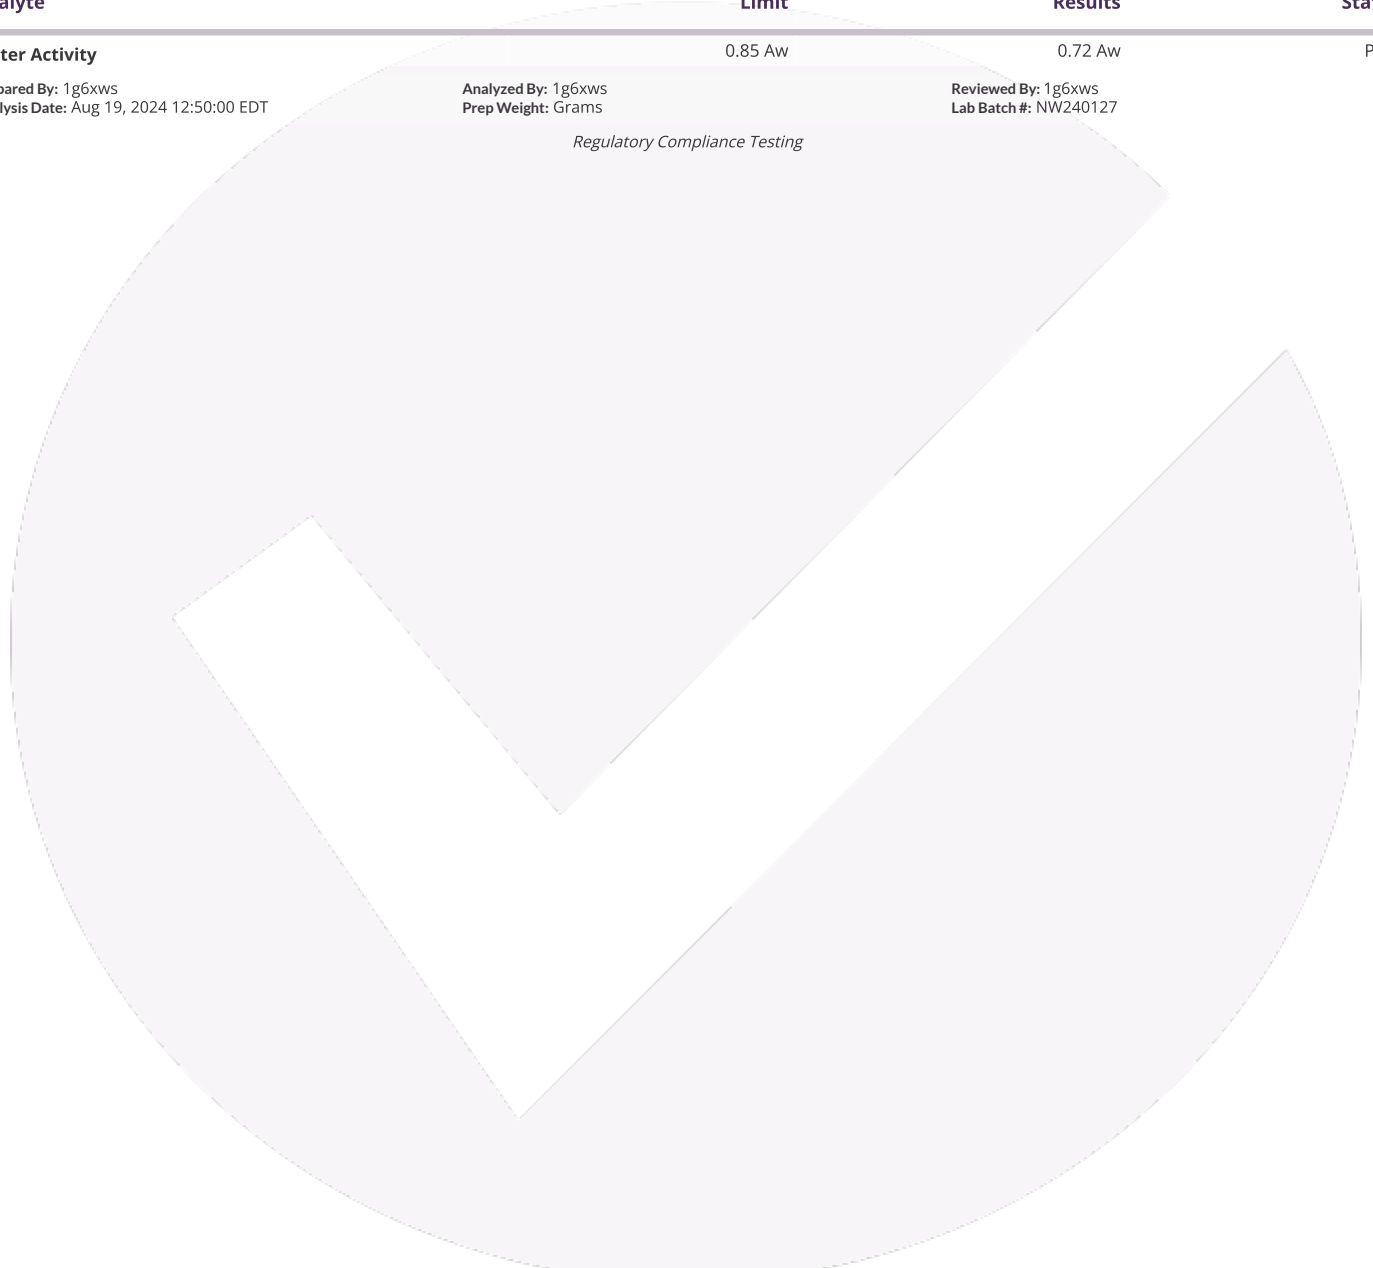 alyte Limit Results Sta
ter Activity 0.85 Aw 0.72 Aw P
pared By: 1g6xws Analyzed By: 1g6xws Reviewed By: 1g6xws
lysis Date: Aug 19, 2024 12:50:00 EDT Prep Weight: Grams Lab Batch #: NW240127
Regulatory Compliance Testing